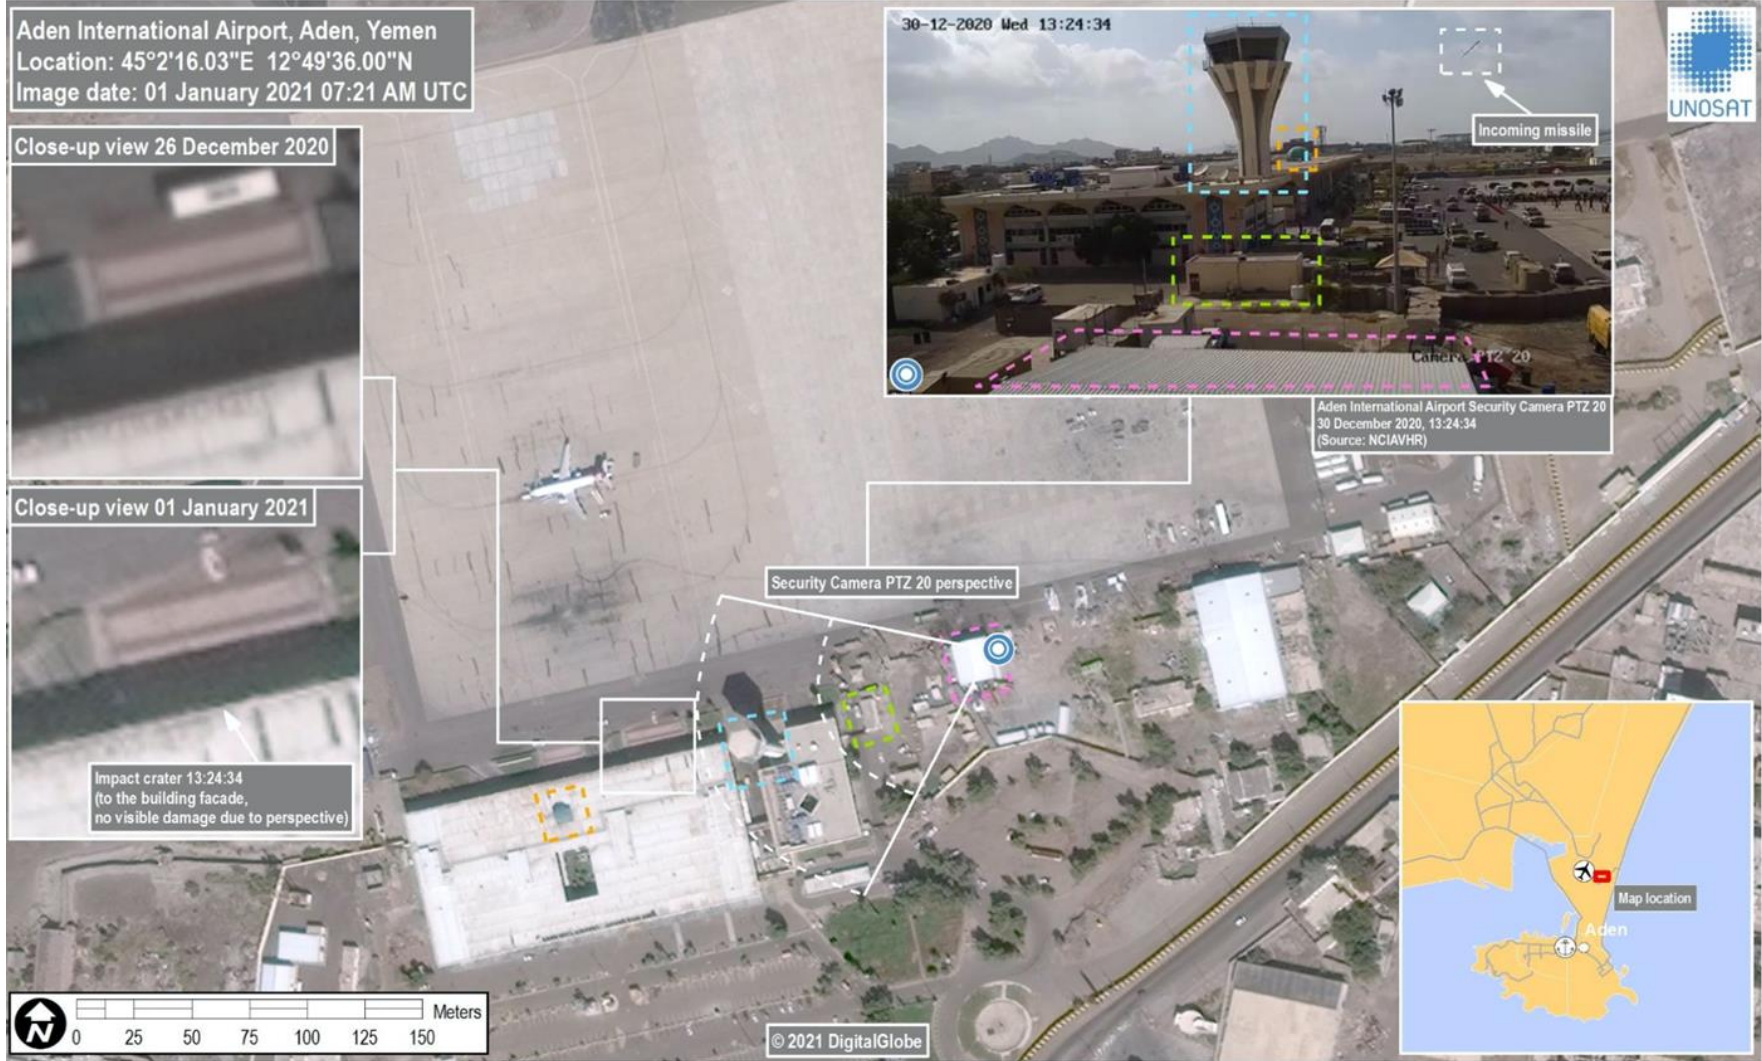 Aden International Airport, Aden, Yemen
Location: 45°2'16.03"E 12°49'36.00"N
Image date: 01 January 2021 07:21 AM UTC
Close-up view 26 December 2020
Close-up view 01 January 2021
Impact crater 13:24:34
(to the building facade,
no visible damage due to perspective)
30-12-2020 Wed 13:24:34
Incoming missile
Camera PTZ 20
UNOSAT
Aden International Airport Security Camera PTZ 20
30 December 2020, 13:24:34
(Source: NCIAVHR)
Security Camera PTZ 20 perspective
Map location
Aden
N
0 25 50 75 100 125 150
Meters
© 2021 DigitalGlobe